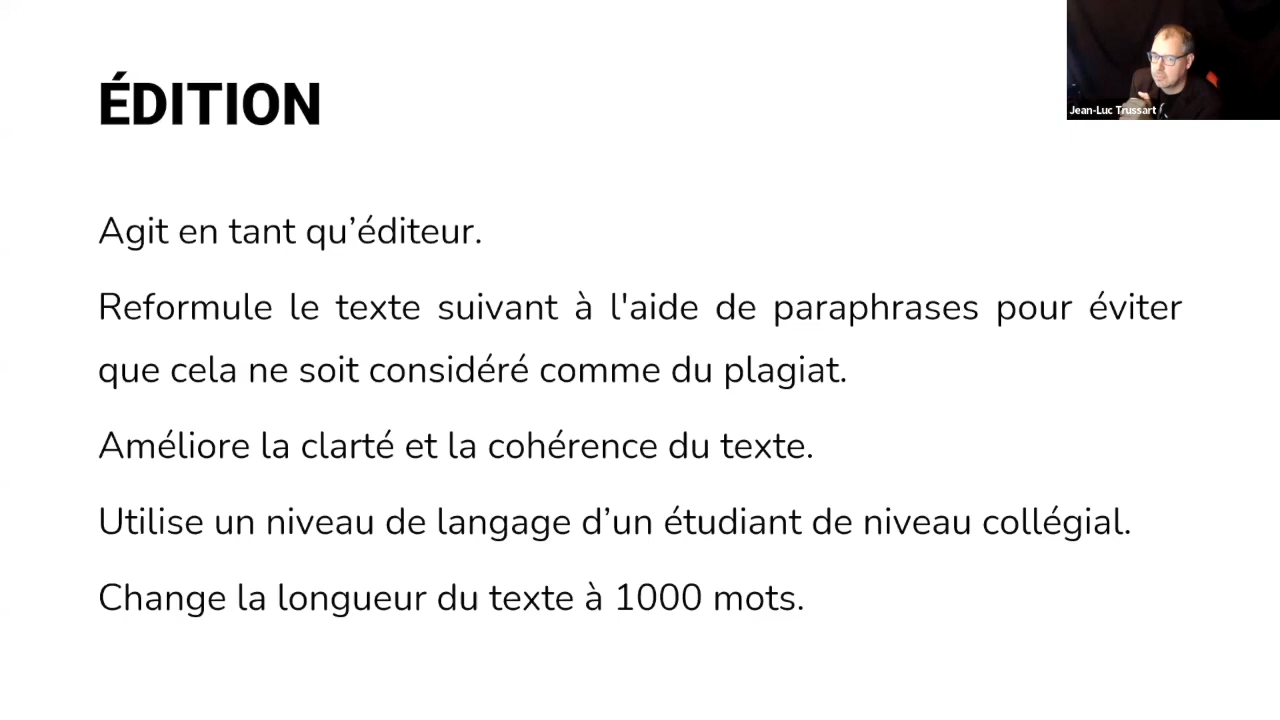 ÉDITION
Jean-Luc Trussart
Agit en tant qu’éditeur.
Reformule le texte suivant à l'aide de paraphrases pour éviter
que cela ne soit considéré comme du plagiat.
Améliore la clarté et la cohérence du texte.
Utilise un niveau de langage d’un étudiant de niveau collégial.
Change la longueur du texte à 1000 mots.